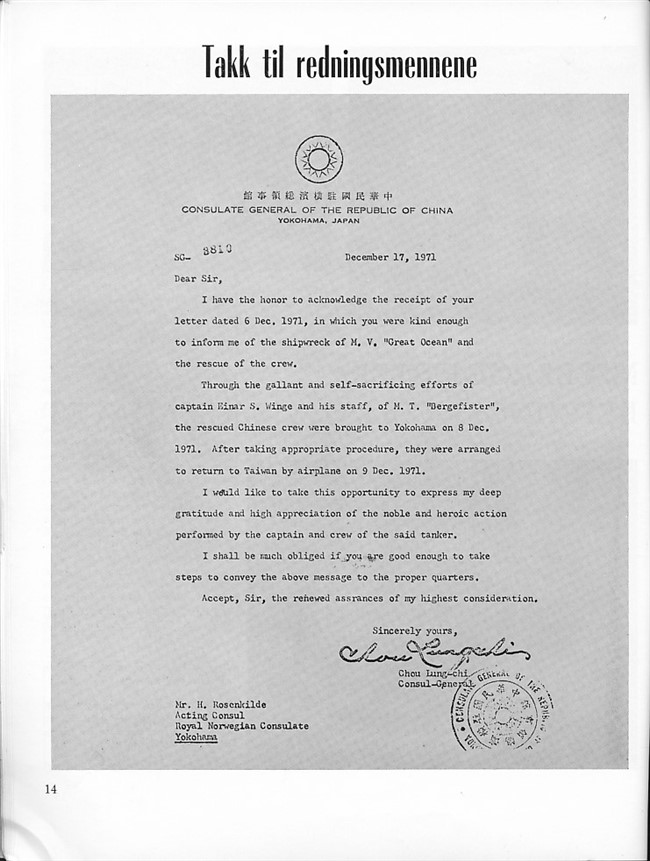 Takk til redningsmennene
中華民國駐橫濱總領事館
CONSULATE GENERAL OF THE REPUBLIC OF CHINA
YOKOHAMA, JAPAN
December 17, 1971
Dear Sir,
I have the honor to acknowledge the receipt of your
letter dated 6 Dec. 1971, in which you were kind enough
to inform me of the shipwreck of M. V. "Great Ocean" and
the rescue of the crew.
Through the gallant and self-sacrificing efforts of
captain Einar S. Winge and his staff, of M. T. "Bergefister",
the rescued Chinese crew were brought to Yokohama on 8 Dec.
1971. After taking appropriate procedure, they were arranged
to return to Taiwan by airplane on 9 Dec. 1971.
I would like to take this opportunity to express my deep
gratitude and high appreciation of the noble and heroic action
performed by the captain and crew of the said tanker.
I shall be much obliged if you are good enough to take
steps to convey the above message to the proper quarters.
Accept, Sir, the renewed assrances of my highest consideration.
Sincerely yours,
Chou Lung-chi
Consul-General
CONSULATE GENERAL OF THE REPUBLIC
Mr. H. Rosenkilde
Acting Consul
Royal Norwegian Consulate
Yokohama
14